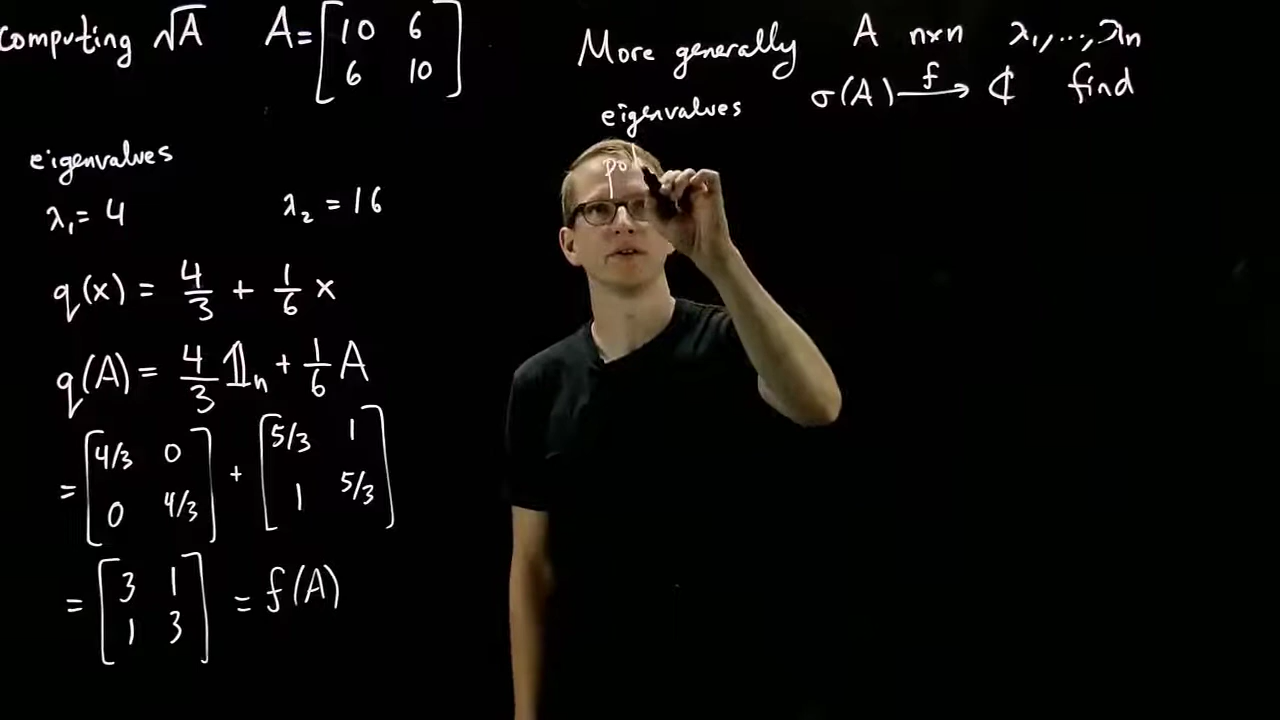 computing √A A = [10 6; 6 10]
eigenvalues
λ₁ = 4 λ₂ = 16
q(x) = 4/3 + 1/6 x
q(A) = 4/3 𝟙ₙ + 1/6 A
= [4/3 0; 0 4/3] + [5/3 1; 1 5/3]
= [3 1; 1 3] = f(A)
More generally A n×n λ₁, ..., λₙ
eigenvalues σ(A) —f→ ℂ find
po